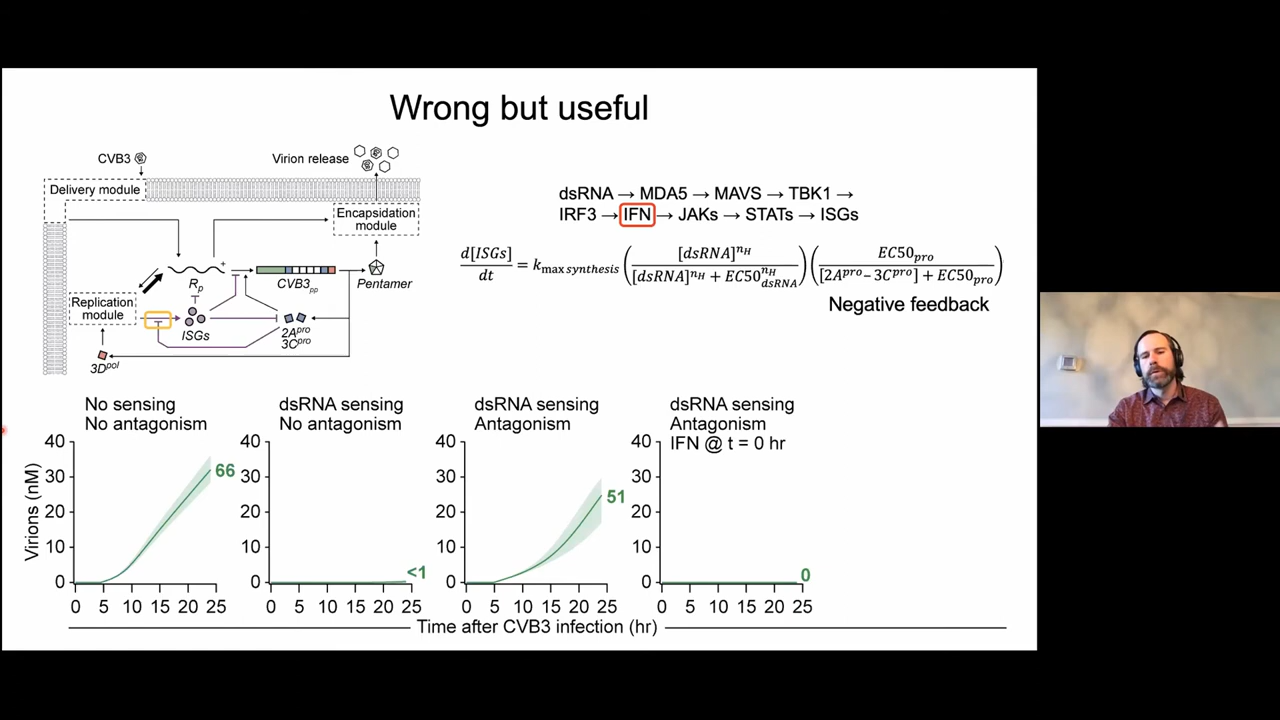 Wrong but useful
CVB3
Virion release
Delivery module
Encapsidation
module
R_p
+
CVB3_pp
Pentamer
Replication
module
ISGs
2A^pro
3C^pro
3D^pol
dsRNA → MDA5 → MAVS → TBK1 →
IRF3 → IFN → JAKs → STATs → ISGs
d[ISGs]/dt = k_max synthesis ([dsRNA]^n_H / ([dsRNA]^n_H + EC50_dsRNA^n_H)) (EC50_pro / ([2A^pro – 3C^pro] + EC50_pro))
Negative feedback
No sensing
No antagonism
dsRNA sensing
No antagonism
dsRNA sensing
Antagonism
dsRNA sensing
Antagonism
IFN @ t = 0 hr
Virions (nM)
40
30
20
10
0
66
0 5 10 15 20 25
40
30
20
10
0
<1
0 5 10 15 20 25
40
30
20
10
0
51
0 5 10 15 20 25
40
30
20
10
0
0
0 5 10 15 20 25
Time after CVB3 infection (hr)